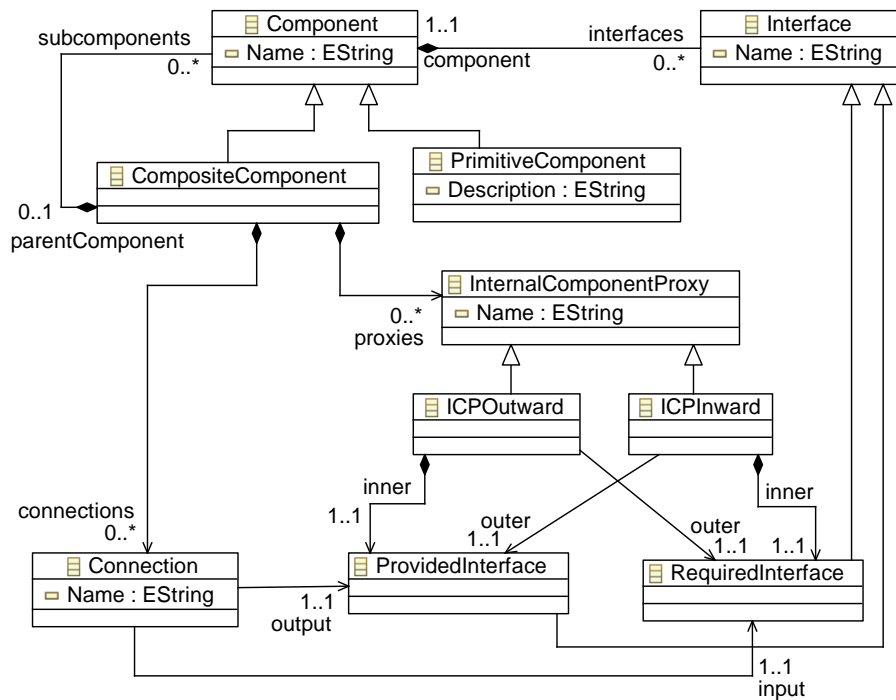 Component
Name : EString
1..1
component
interfaces
0..*
Interface
Name : EString
subcomponents
0..*
CompositeComponent
PrimitiveComponent
Description : EString
0..1
parentComponent
InternalComponentProxy
Name : EString
0..*
proxies
ICPOutward
ICPInward
inner
1..1
outer
1..1
outer
1..1
inner
1..1
connections
0..*
Connection
Name : EString
ProvidedInterface
RequiredInterface
1..1
output
1..1
input